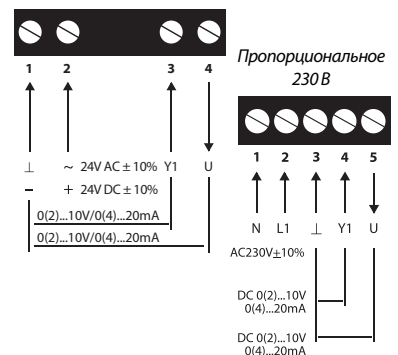 1 2 3 4
⊥ ~ 24V AC ± 10% Y1 U
− + 24V DC ± 10%
0(2)...10V/0(4)...20mA
0(2)...10V/0(4)...20mA
Пропорциональное
230 В
1 2 3 4 5
N L1 ⊥ Y1 U
AC230V±10%
DC 0(2)...10V
0(4)...20mA
DC 0(2)...10V
0(4)...20mA